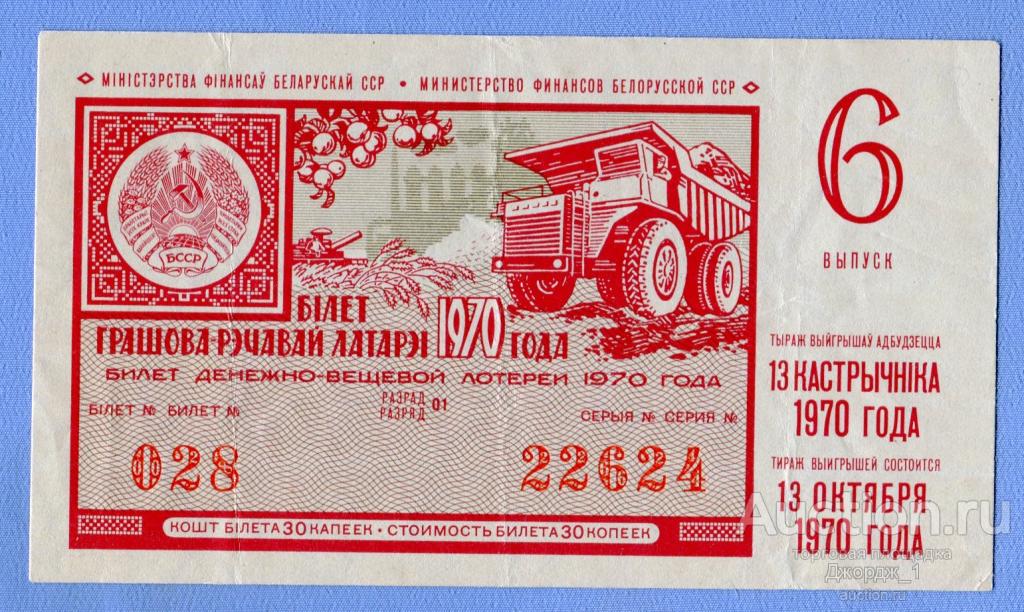 МІНІСТЭРСТВА ФІНАНСАЎ БЕЛАРУСКАЙ ССР • МИНИСТЕРСТВО ФИНАНСОВ БЕЛОРУССКОЙ ССР
БССР
6
ВЫПУСК
БІЛЕТ
ГРАШОВА-РЭЧАВАЙ ЛАТАРЭІ 1970 ГОДА
БИЛЕТ ДЕНЕЖНО-ВЕЩЕВОЙ ЛОТЕРЕИ 1970 ГОДА
РАЗРАД
РАЗРЯД 01
БІЛЕТ № БИЛЕТ №
СЕРЫЯ № СЕРИЯ №
028
22624
КОШТ БІЛЕТА 30 КАПЕЕК • СТОИМОСТЬ БИЛЕТА 30 КОПЕЕК
ТЫРАЖ ВЫЙГРЫШАЎ АДБУДЗЕЦЦА
13 КАСТРЫЧНІКА
1970 ГОДА
ТИРАЖ ВЫИГРЫШЕЙ СОСТОИТСЯ
13 ОКТЯБРЯ
1970 ГОДА
Auction.ru
торговая площадка
Джордж_1
auction.ru